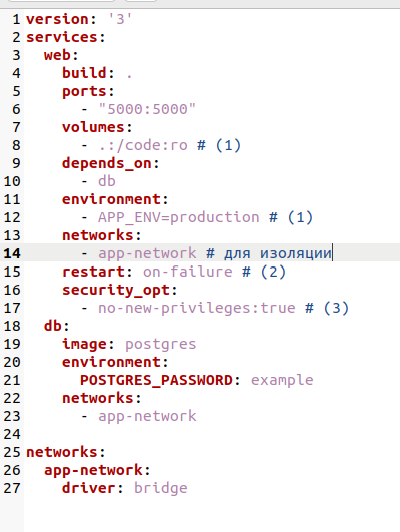 1 version: '3'
2 services:
3   web:
4     build: .
5     ports:
6       - "5000:5000"
7     volumes:
8       - .:/code:ro # (1)
9     depends_on:
10       - db
11     environment:
12       - APP_ENV=production # (1)
13     networks:
14       - app-network # для изоляции
15     restart: on-failure # (2)
16     security_opt:
17       - no-new-privileges:true # (3)
18   db:
19     image: postgres
20     environment:
21       POSTGRES_PASSWORD: example
22     networks:
23       - app-network
24
25 networks:
26   app-network:
27     driver: bridge